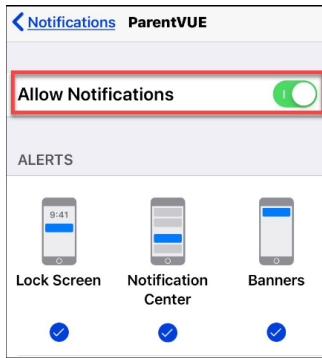 Notifications ParentVUE
Allow Notifications
ALERTS
9:41
Lock Screen Notification Center Banners